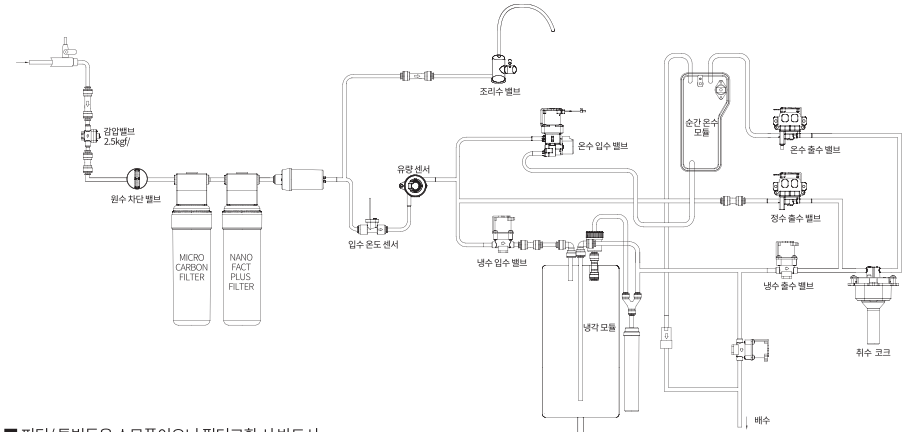 조리수 밸브
감압밸브
2.5kgf/
원수 차단 밸브
MICRO
CARBON
FILTER
NANO
FACT
PLUS
FILTER
유량 센서
입수 온도 센서
온수 입수 밸브
순간 온수
모듈
온수 출수 밸브
정수 출수 밸브
냉수 입수 밸브
냉각 모듈
냉수 출수 밸브
취수 코크
배수